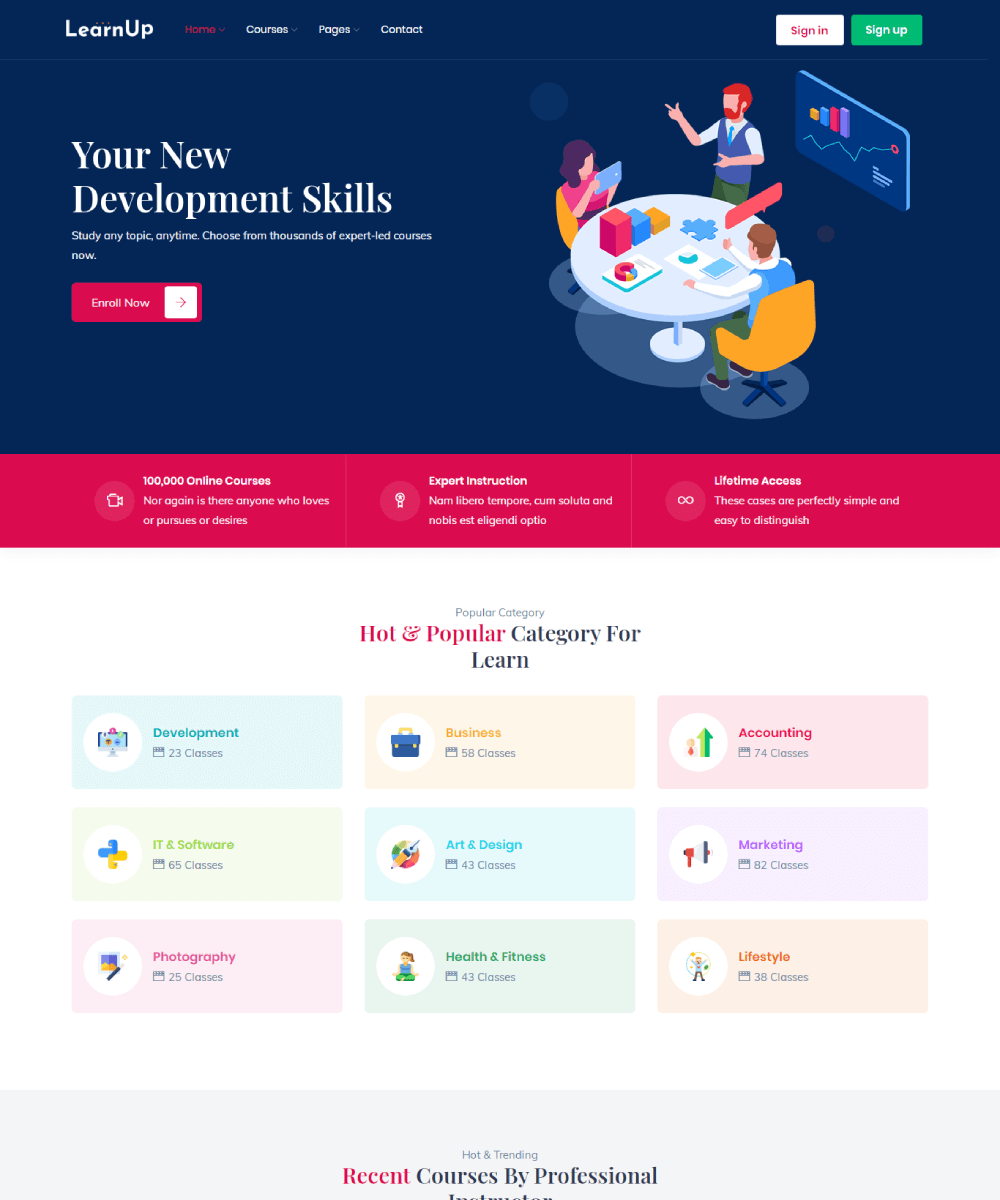 LearnUp
Home
Courses
Pages
Contact
Sign in
Sign up
Your New
Development Skills
Study any topic, anytime. Choose from thousands of expert-led courses
now.
Enroll Now
100,000 Online Courses
Nor again is there anyone who loves
or pursues or desires
Expert Instruction
Nam libero tempore, cum soluta and
nobis est eligendi optio
Lifetime Access
These cases are perfectly simple and
easy to distinguish
Popular Category
Hot & Popular Category For
Learn
Development
23 Classes
Business
58 Classes
Accounting
74 Classes
IT & Software
65 Classes
Art & Design
43 Classes
Marketing
82 Classes
Photography
25 Classes
Health & Fitness
43 Classes
Lifestyle
38 Classes
Hot & Trending
Recent Courses By Professional
Instructor